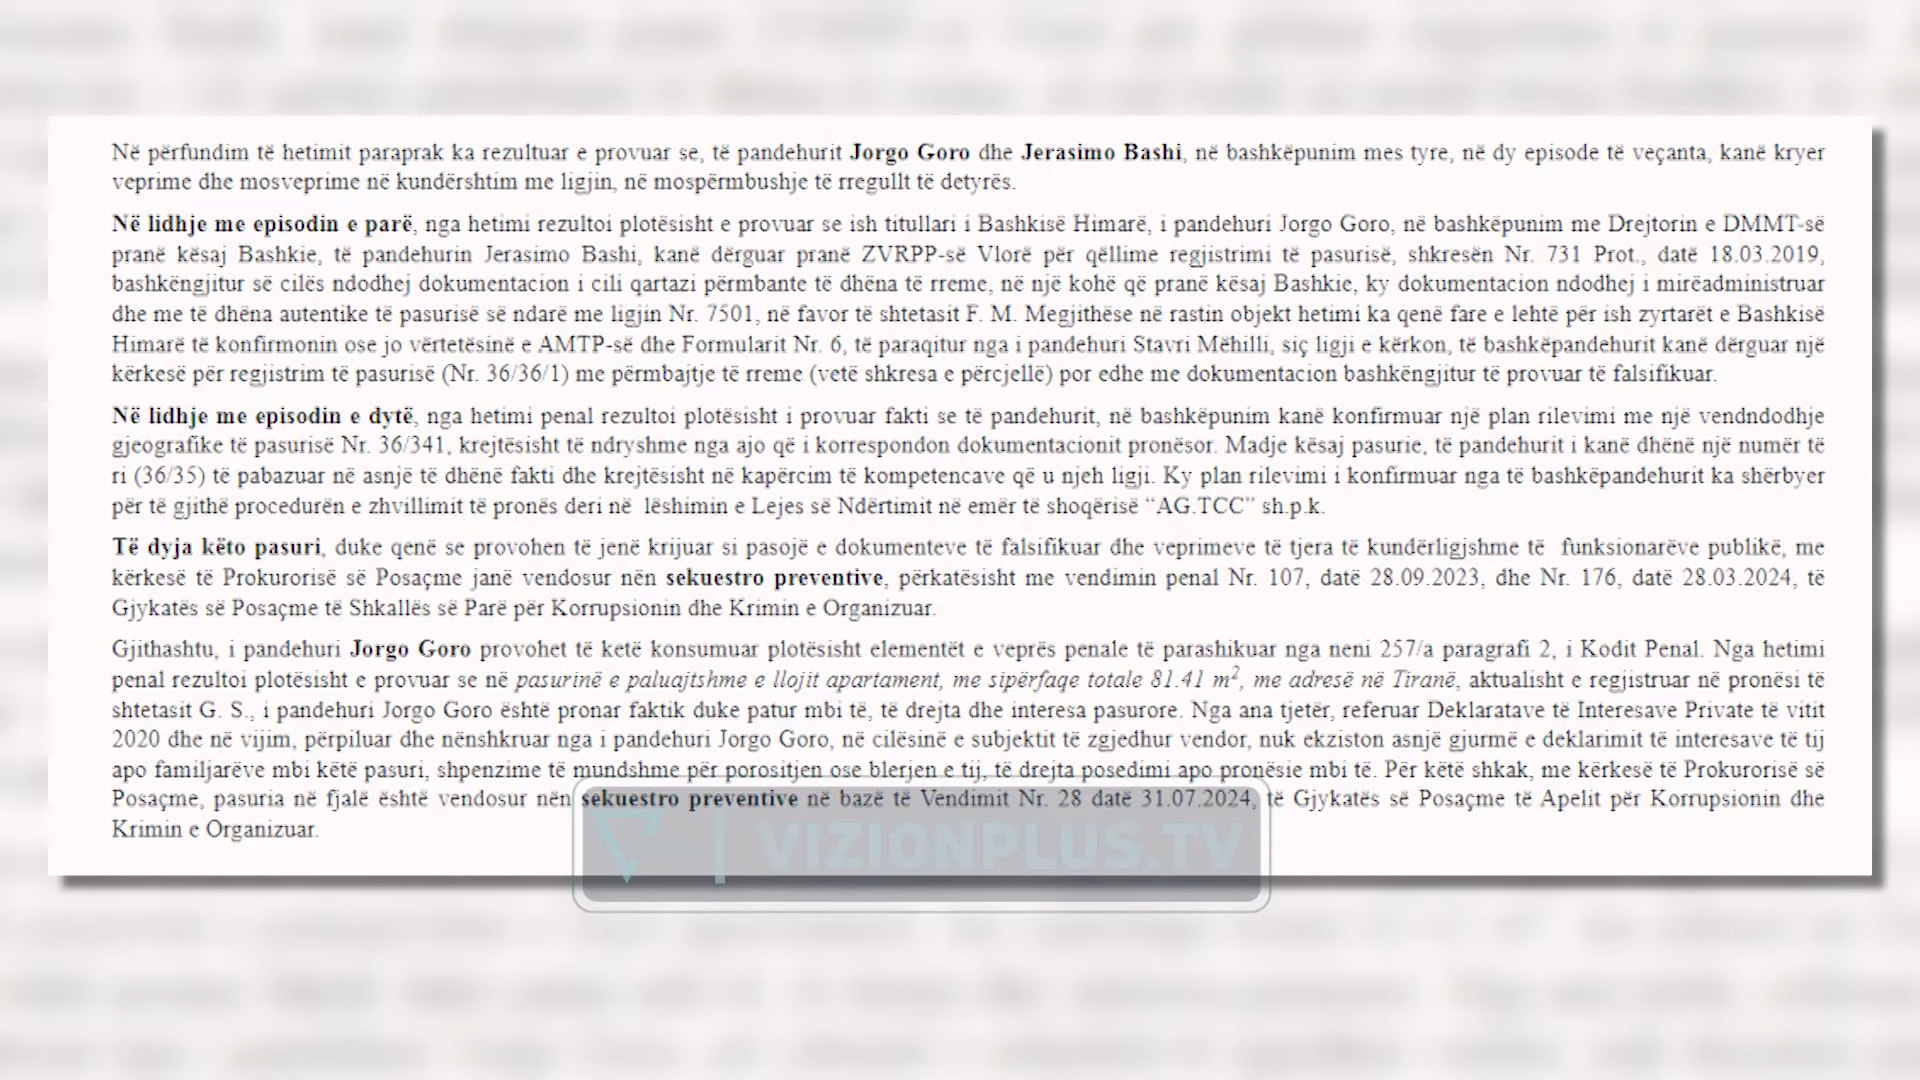 Në përfundim të hetimit paraprak ka rezultuar e provuar se, të pandehurit Jorgo Goro dhe Jerasimo Bashi, në bashkëpunim mes tyre, në dy episode të veçanta, kanë kryer
veprime dhe mosveprime në kundërshtim me ligjin, në mospërmbushje të rregullt të detyrës.
Në lidhje me episodin e parë, nga hetimi rezultoi plotësisht e provuar se ish titullari i Bashkisë Himarë, i pandehuri Jorgo Goro, në bashkëpunim me Drejtorin e DMMT-së
pranë kësaj Bashkie, të pandehurin Jerasimo Bashi, kanë dërguar pranë ZVRPP-së Vlorë për qëllime regjistrimi të pasurisë, shkresën Nr. 731 Prot., datë 18.03.2019,
bashkëngjitur së cilës ndodhej dokumentacion i cili qartazi përmbante të dhëna të rreme, në një kohë që pranë kësaj Bashkie, ky dokumentacion ndodhej i mirëadministruar
dhe me të dhëna autentike të pasurisë së ndarë me ligjin Nr. 7501, në favor të shtetasit F. M. Megjithëse në rastin objekt hetimi ka qenë fare e lehtë për ish zyrtarët e Bashkisë
Himarë të konfirmonin ose jo vërtetësinë e AMTP-së dhe Formularit Nr. 6, të paraqitur nga i pandehuri Stavri Mëhilli, siç ligji e kërkon, të bashkëpandehurit kanë dërguar një
kërkesë për regjistrim të pasurisë (Nr. 36/36/1) me përmbajtje të rreme (vetë shkresa e përcjellë) por edhe me dokumentacion bashkëngjitur të provuar të falsifikuar.
Në lidhje me episodin e dytë, nga hetimi penal rezultoi plotësisht i provuar fakti se të pandehurit, në bashkëpunim kanë konfirmuar një plan rilevimi me një vendndodhje
gjeografike të pasurisë Nr. 36/341, krejtësisht të ndryshme nga ajo që i korrespondon dokumentacionit pronësor. Madje kësaj pasurie, të pandehurit i kanë dhënë një numër të
ri (36/35) të pabazuar në asnjë të dhënë fakti dhe krejtësisht në kapërcim të kompetencave që u njeh ligji. Ky plan rilevimi i konfirmuar nga të bashkëpandehurit ka shërbyer
për të gjithë procedurën e zhvillimit të pronës deri në lëshimin e Lejes së Ndërtimit në emër të shoqërisë “AG.TCC” sh.p.k.
Të dyja këto pasuri, duke qenë se provohen të jenë krijuar si pasojë e dokumenteve të falsifikuar dhe veprimeve të tjera të kundërligjshme të funksionarëve publikë, me
kërkesë të Prokurorisë së Posaçme janë vendosur nën sekuestro preventive, përkatësisht me vendimin penal Nr. 107, datë 28.09.2023, dhe Nr. 176, datë 28.03.2024, të
Gjykatës së Posaçme të Shkallës së Parë për Korrupsionin dhe Krimin e Organizuar.
Gjithashtu, i pandehuri Jorgo Goro provohet të ketë konsumuar plotësisht elementët e veprës penale të parashikuar nga neni 257/a paragrafi 2, i Kodit Penal. Nga hetimi
penal rezultoi plotësisht e provuar se në pasurinë e paluajtshme e llojit apartament, me sipërfaqe totale 81.41 m², me adresë në Tiranë, aktualisht e regjistruar në pronësi të
shtetasit G. S., i pandehuri Jorgo Goro është pronar faktik duke patur mbi të, të drejta dhe interesa pasurore. Nga ana tjetër, referuar Deklaratave të Interesave Private të vitit
2020 dhe në vijim, përpiluar dhe nënshkruar nga i pandehuri Jorgo Goro, në cilësinë e subjektit të zgjedhur vendor, nuk ekziston asnjë gjurmë e deklarimit të interesave të tij
apo familjarëve mbi këtë pasuri, shpenzime të mundshme për porositjen ose blerjen e tij, të drejta posedimi apo pronësie mbi të. Për këtë shkak, me kërkesë të Prokurorisë së
Posaçme, pasuria në fjalë është vendosur nën sekuestro preventive në bazë të Vendimit Nr. 28 datë 31.07.2024, të Gjykatës së Posaçme të Apelit për Korrupsionin dhe
Krimin e Organizuar.
VIZIONPLUS.TV